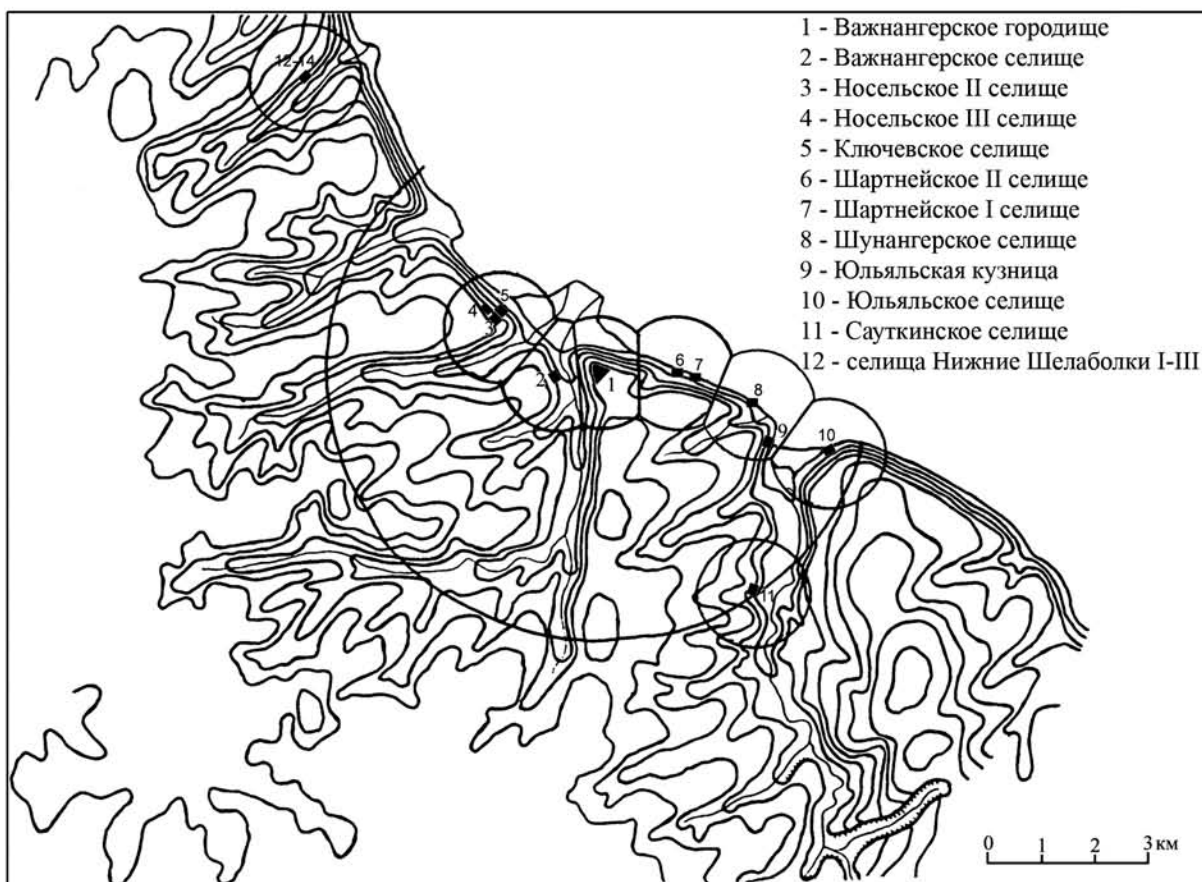 1 - Важнангерское городище
2 - Важнангерское селище
3 - Носельское II селище
4 - Носельское III селище
5 - Ключевское селище
6 - Шартнейское II селище
7 - Шартнейское I селище
8 - Шунангерское селище
9 - Юльяльская кузница
10 - Юльяльское селище
11 - Сауткинское селище
12 - селища Нижние Шелаболки I-III
12-14
4
5
3
2
1
6
7
8
9
10
11
0 1 2 3 км